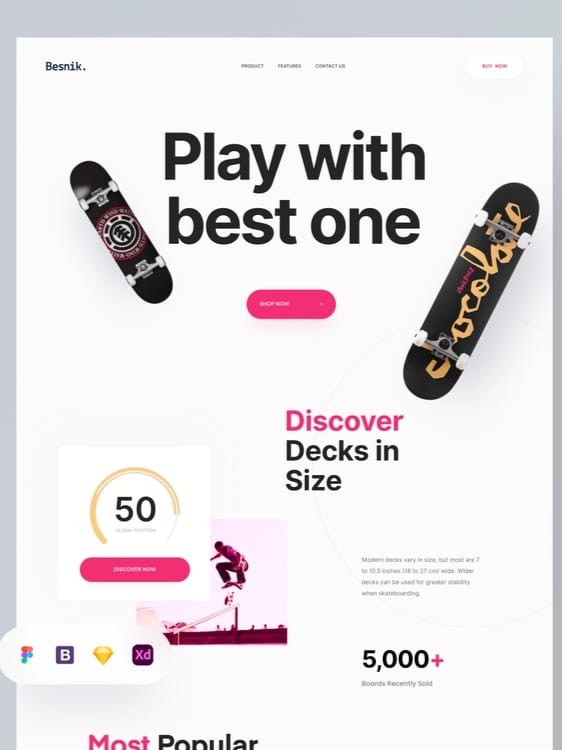 Besnik.
PRODUCT FEATURES CONTACT US
BUY NOW
Play with
best one
SHOP NOW
chocolate
Discover
Decks in
Size
50
GLOBAL POSITION
DISCOVER NOW
Modern decks vary in size, but most are 7
to 10.5 inches (18 to 27 cm) wide. Wider
decks can be used for greater stability
when skateboarding.
B
Xd
5,000+
Boards Recently Sold
Most Popular